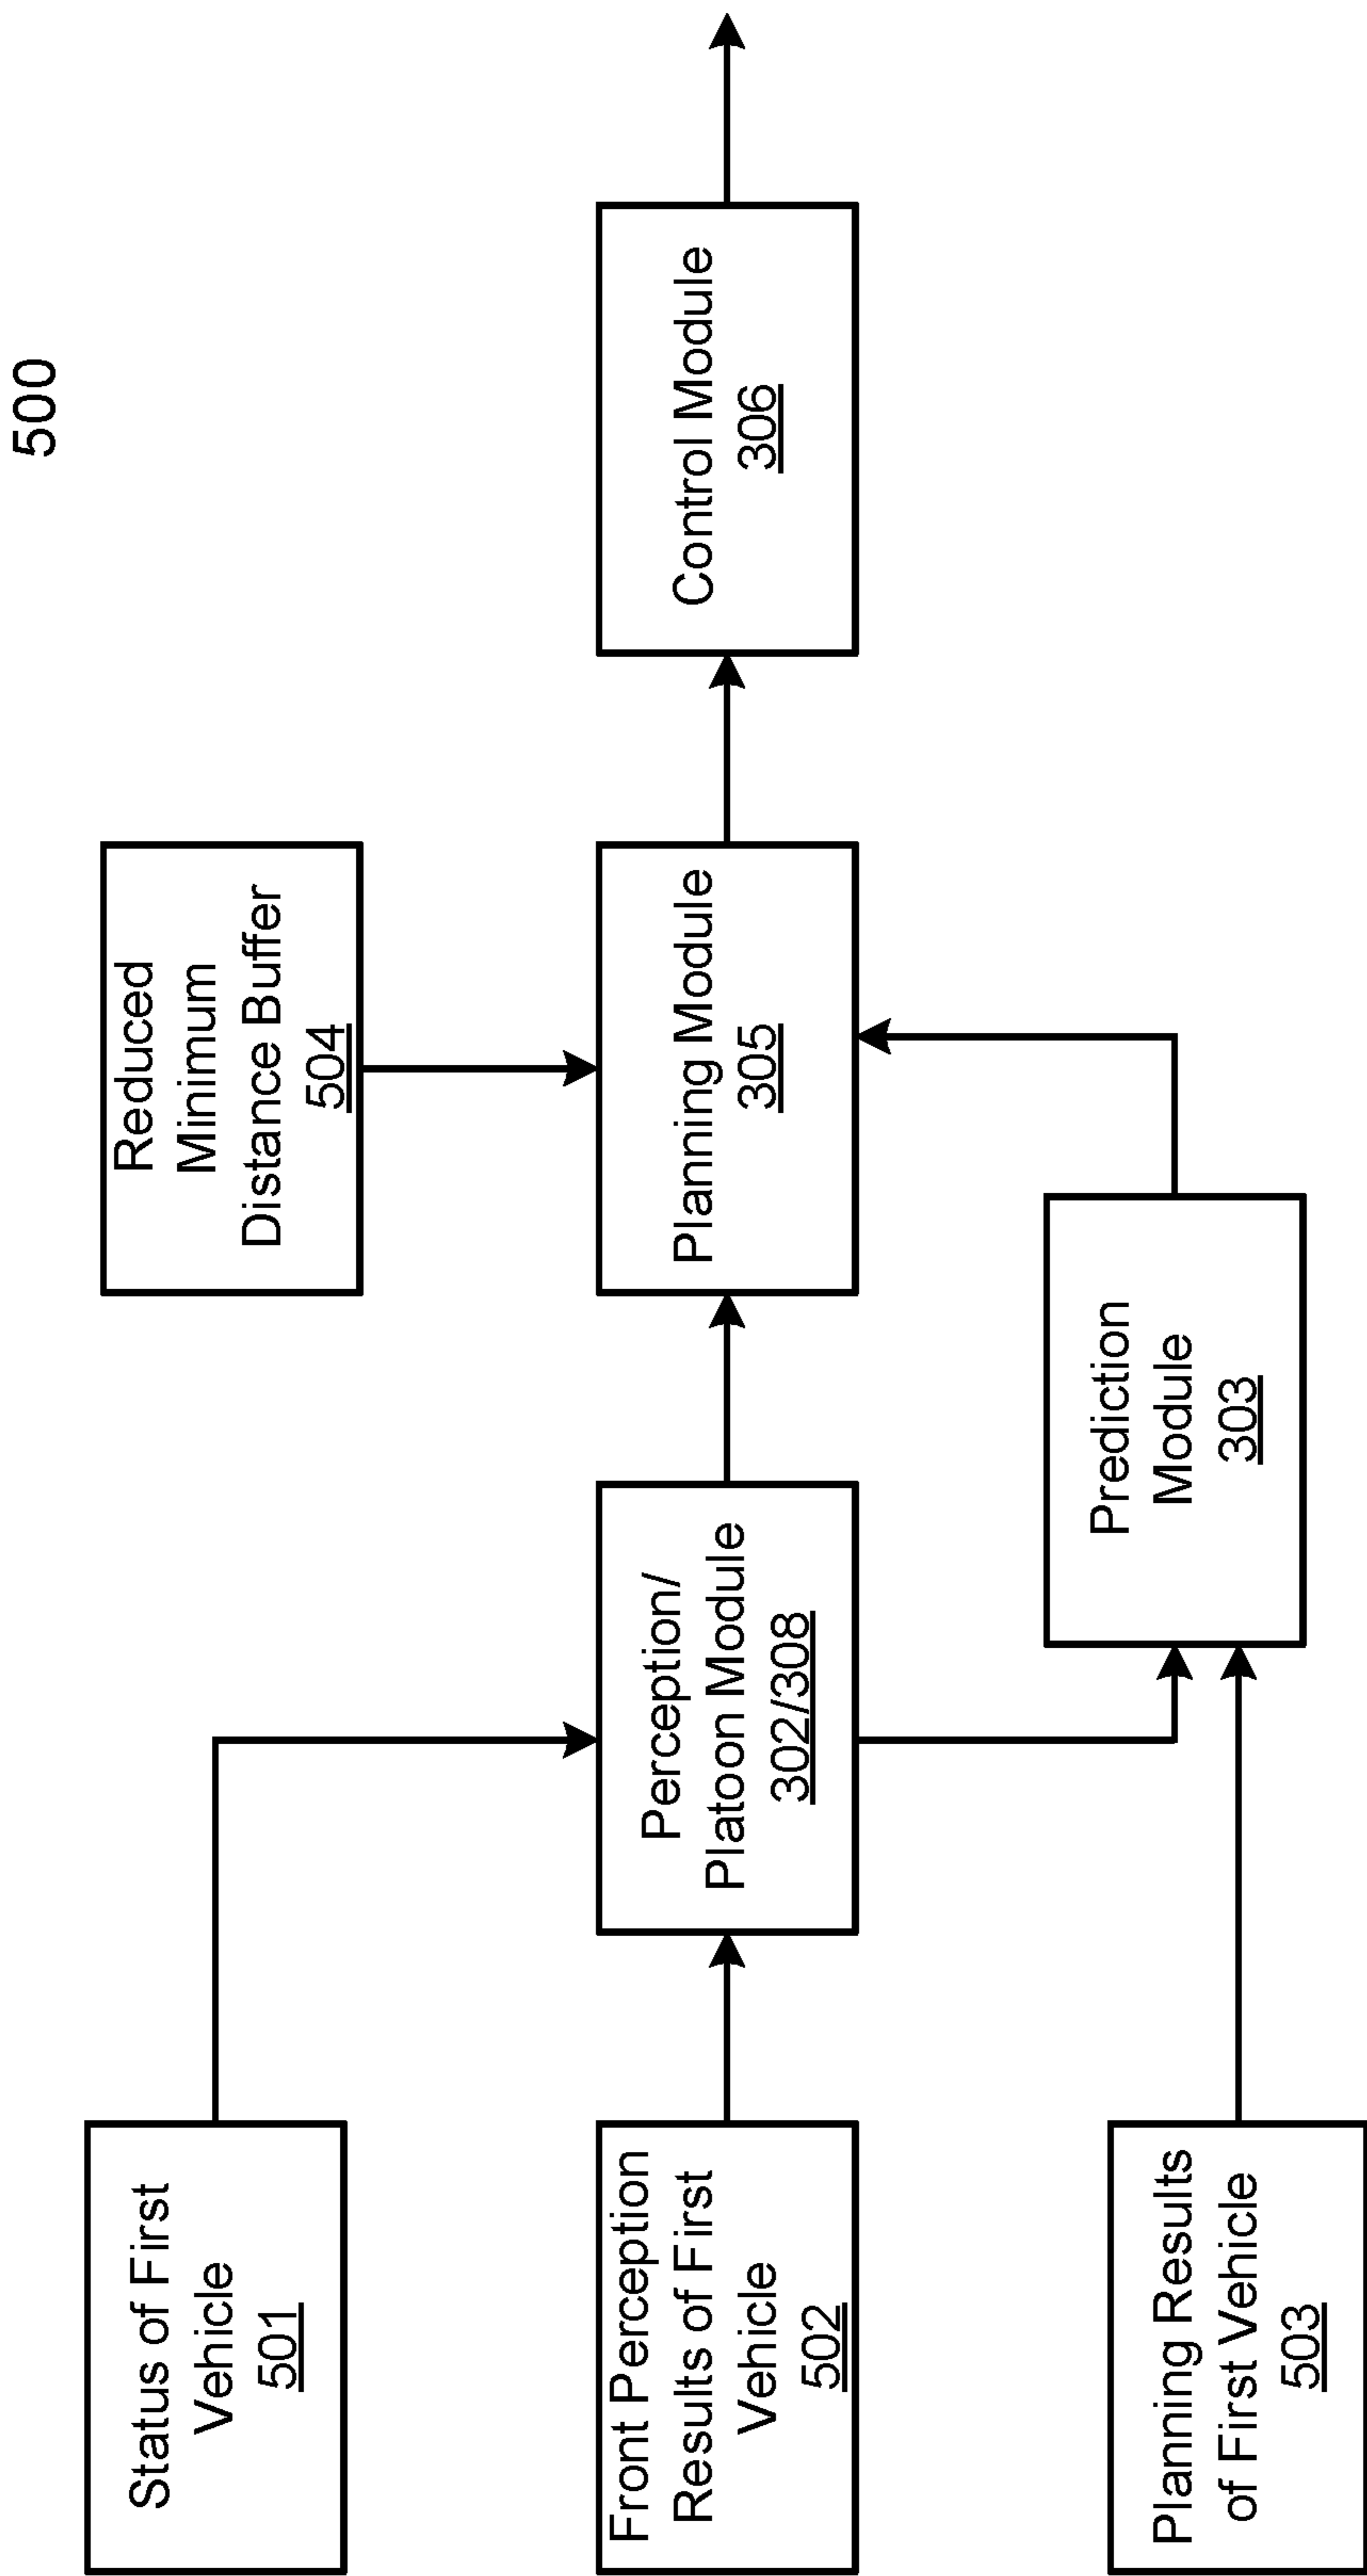 500
Status of First
Vehicle
501
Front Perception
Results of First
Vehicle
502
Planning Results
of First Vehicle
503
Perception/
Platoon Module
302/308
Prediction
Module
303
Reduced
Minimum
Distance Buffer
504
Planning Module
305
Control Module
306